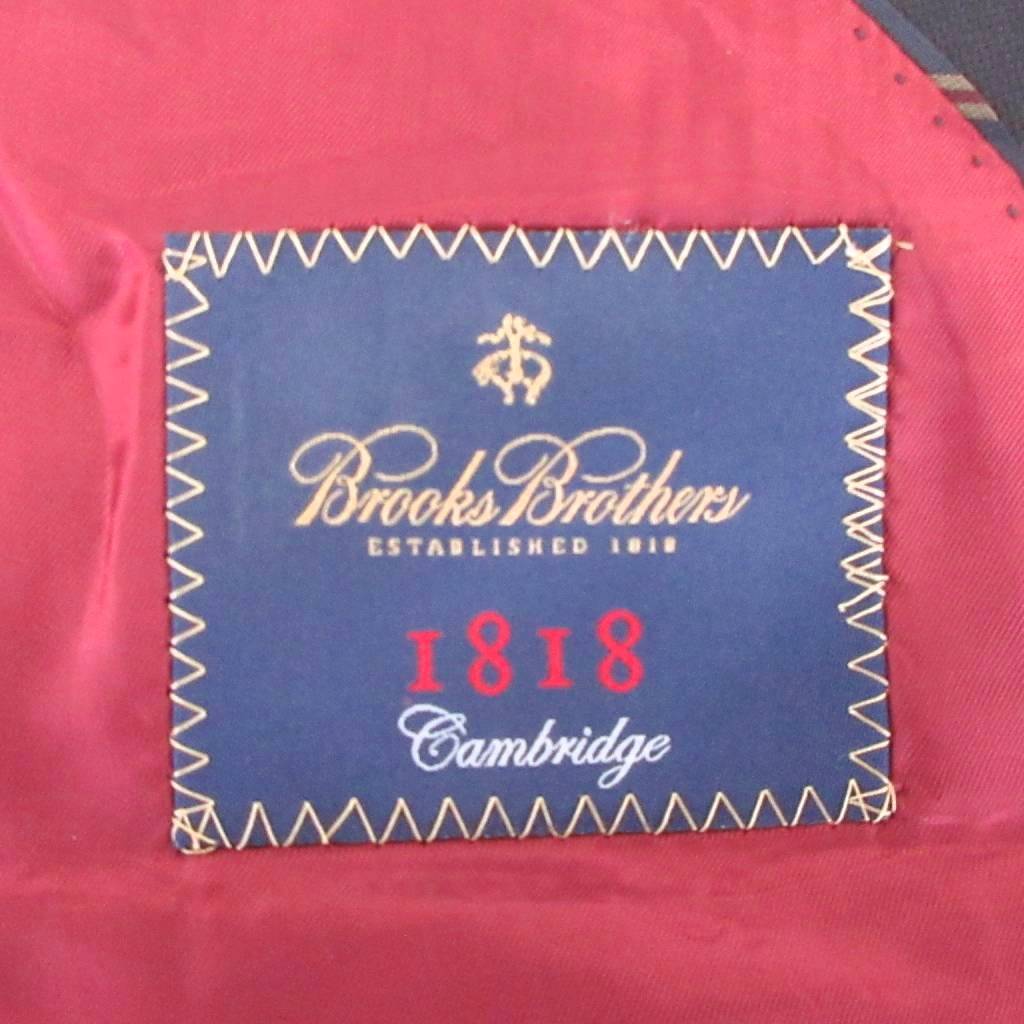 Brooks Brothers
ESTABLISHED 1818
1818
Cambridge